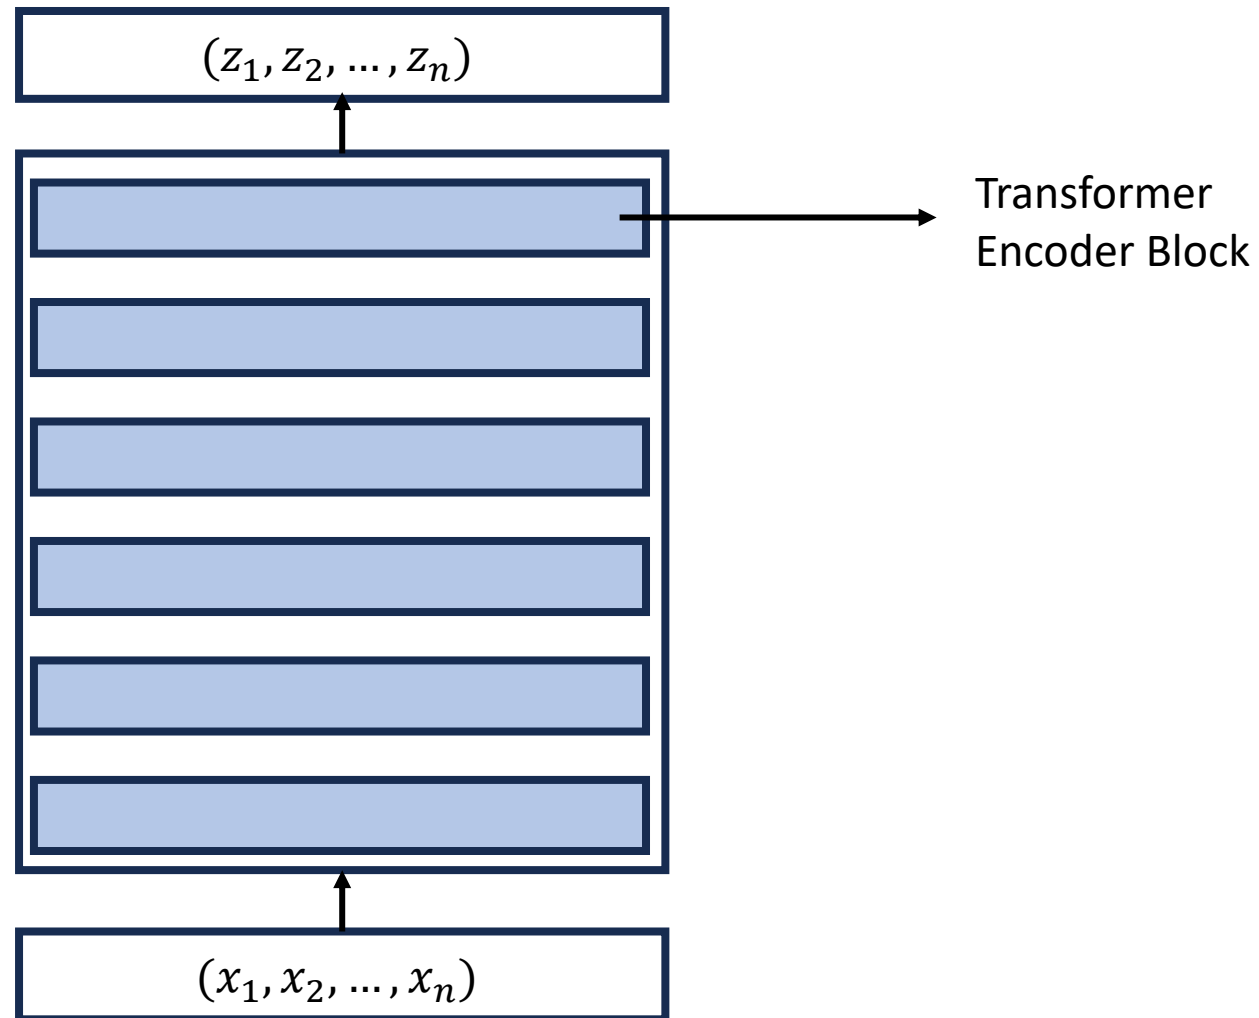 (z₁, z₂, …, zₙ)
Transformer
Encoder Block
(x₁, x₂, …, xₙ)